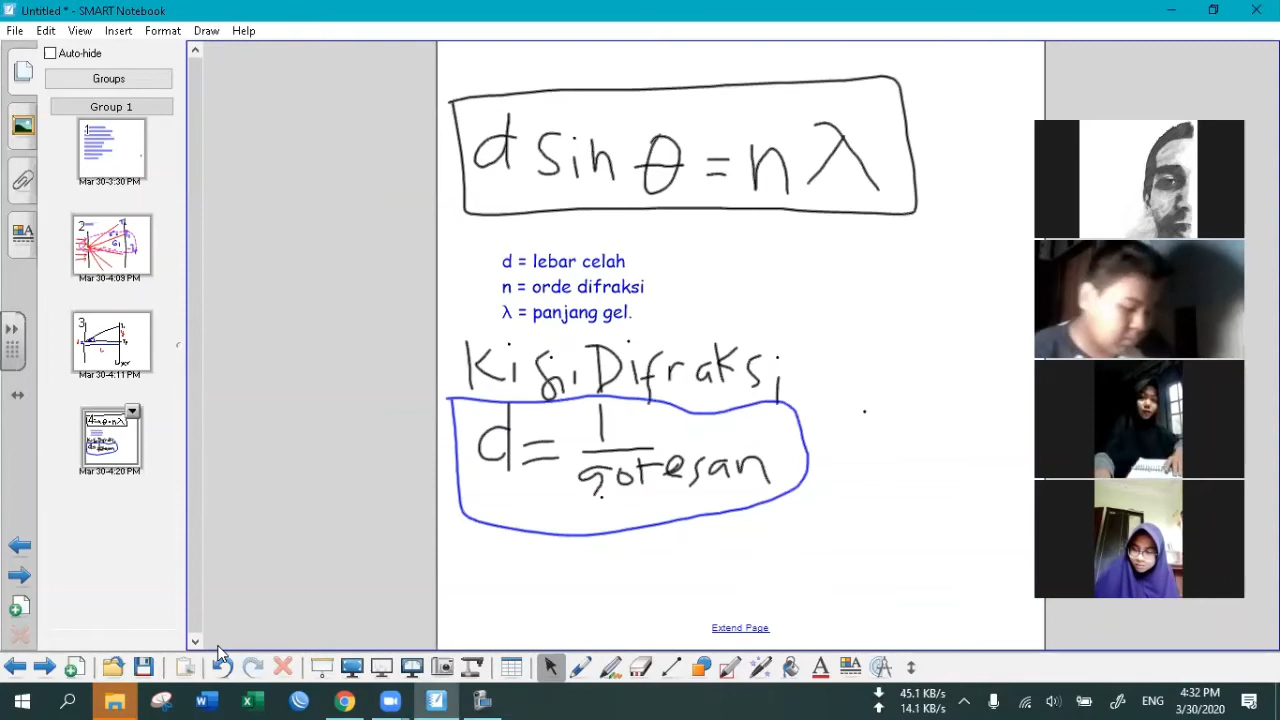 Untitled * - SMART Notebook
File Edit View Insert Format Draw Help
Auto-hide
Groups
Group 1
Mar 30-3:30 PM
Mar 30-4:09 PM
Mar 30-4:11 PM
Mar 30-4:20 PM
d sin θ = n λ
d = lebar celah
n = orde difraksi
λ = panjang gel.
Kisi Difraksi
d = 1/goresan
Extend Page
45.1 KB/s
14.1 KB/s
ENG
4:32 PM
3/30/2020